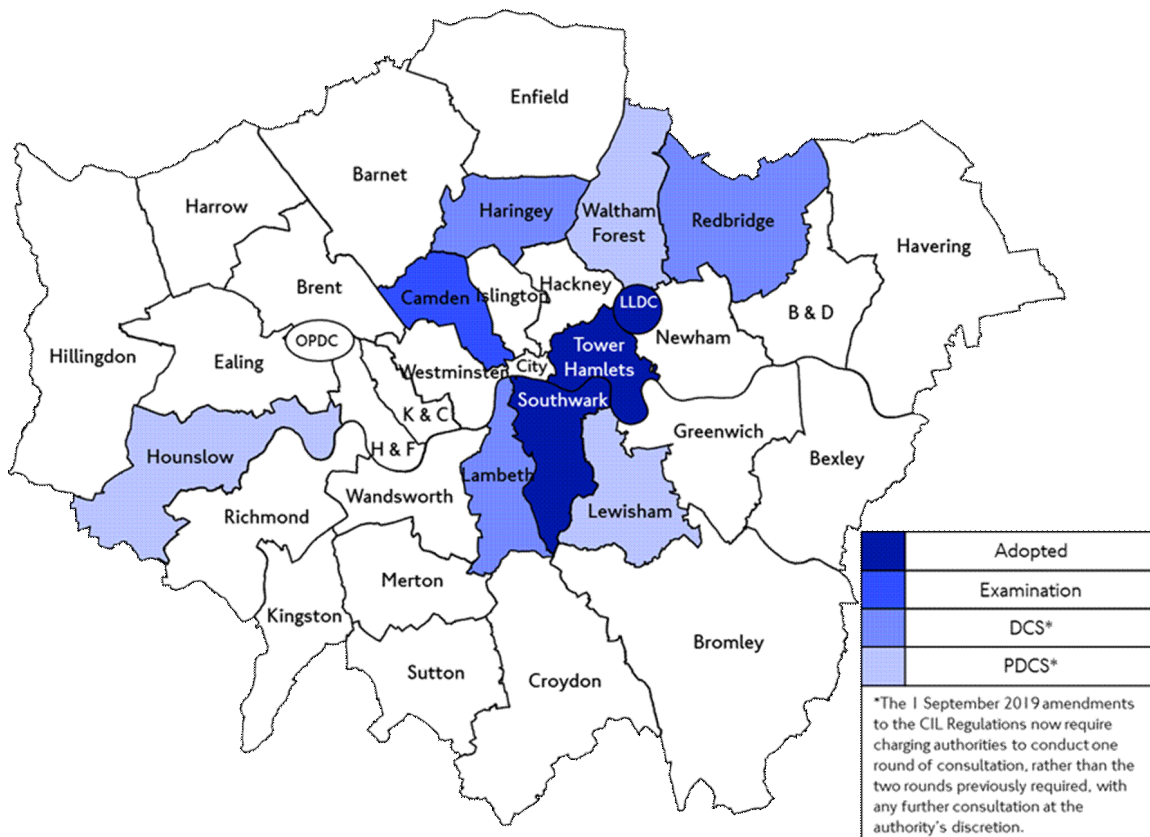 Enfield
Barnet
Harrow
Haringey
Waltham
Forest
Redbridge
Havering
Brent
Camden
Islington
Hackney
LLDC
B & D
Hillingdon
Ealing
OPDC
Newham
Tower
Hamlets
Westminster
City
Southwark
K & C
Hounslow
H & F
Greenwich
Bexley
Lambeth
Wandsworth
Richmond
Lewisham
Merton
Kingston
Bromley
Sutton
Croydon
Adopted
Examination
DCS*
PDCS*
*The 1 September 2019 amendments
to the CIL Regulations now require
charging authorities to conduct one
round of consultation, rather than the
two rounds previously required, with
any further consultation at the
authority's discretion.